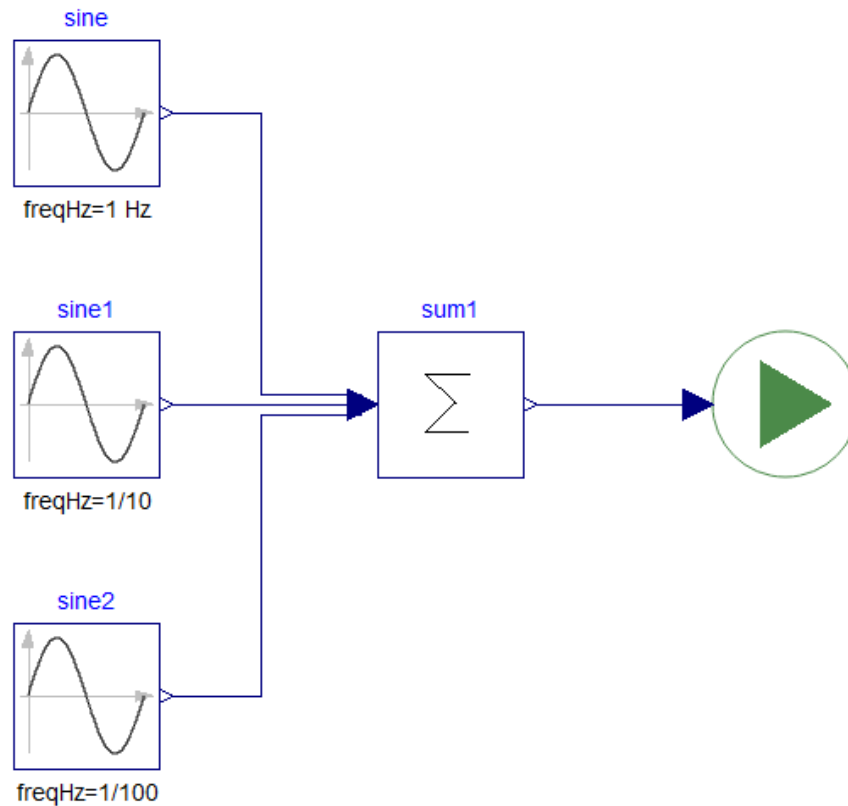 sine
freqHz=1 Hz
sine1
sum1
Σ
freqHz=1/10
sine2
freqHz=1/100